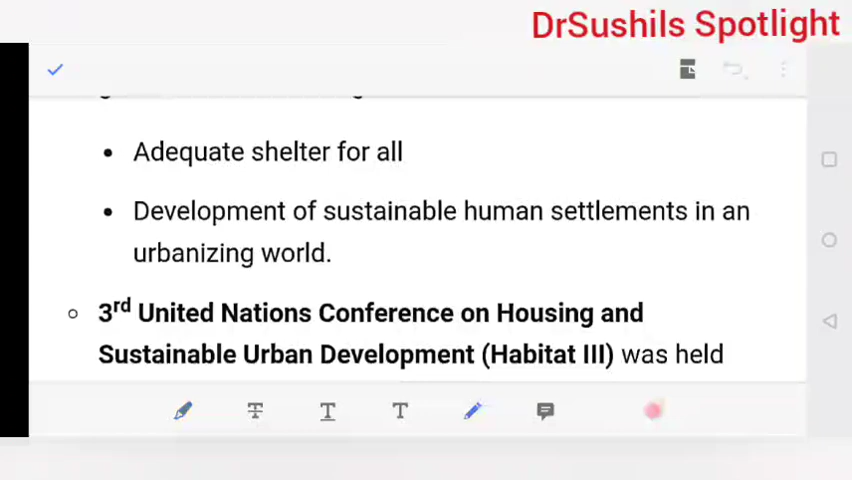 DrSushils Spotlight
• Adequate shelter for all
• Development of sustainable human settlements in an
urbanizing world.
○ 3rd United Nations Conference on Housing and
Sustainable Urban Development (Habitat III) was held